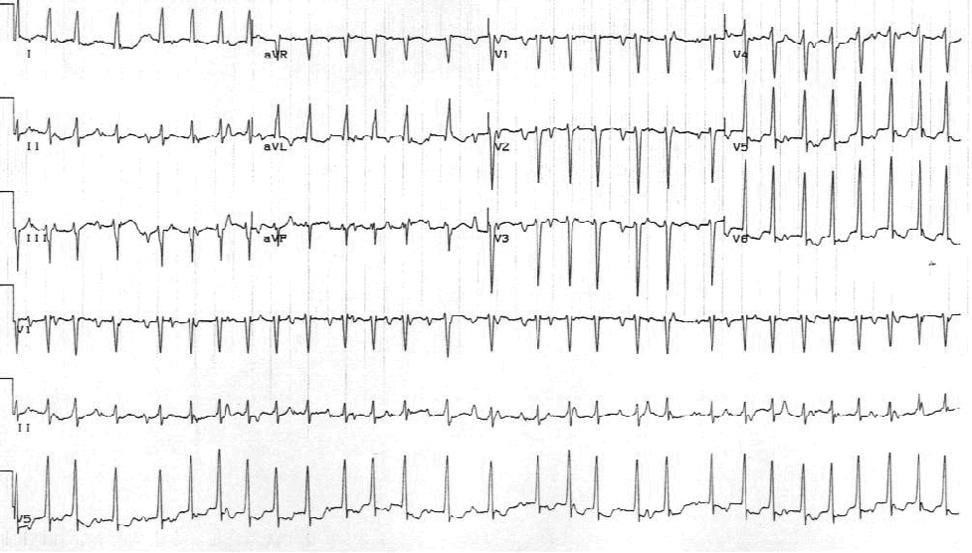 I aVR V1 V4
II aVL V2 V5
III aVF V3 V6
V1
II
V5